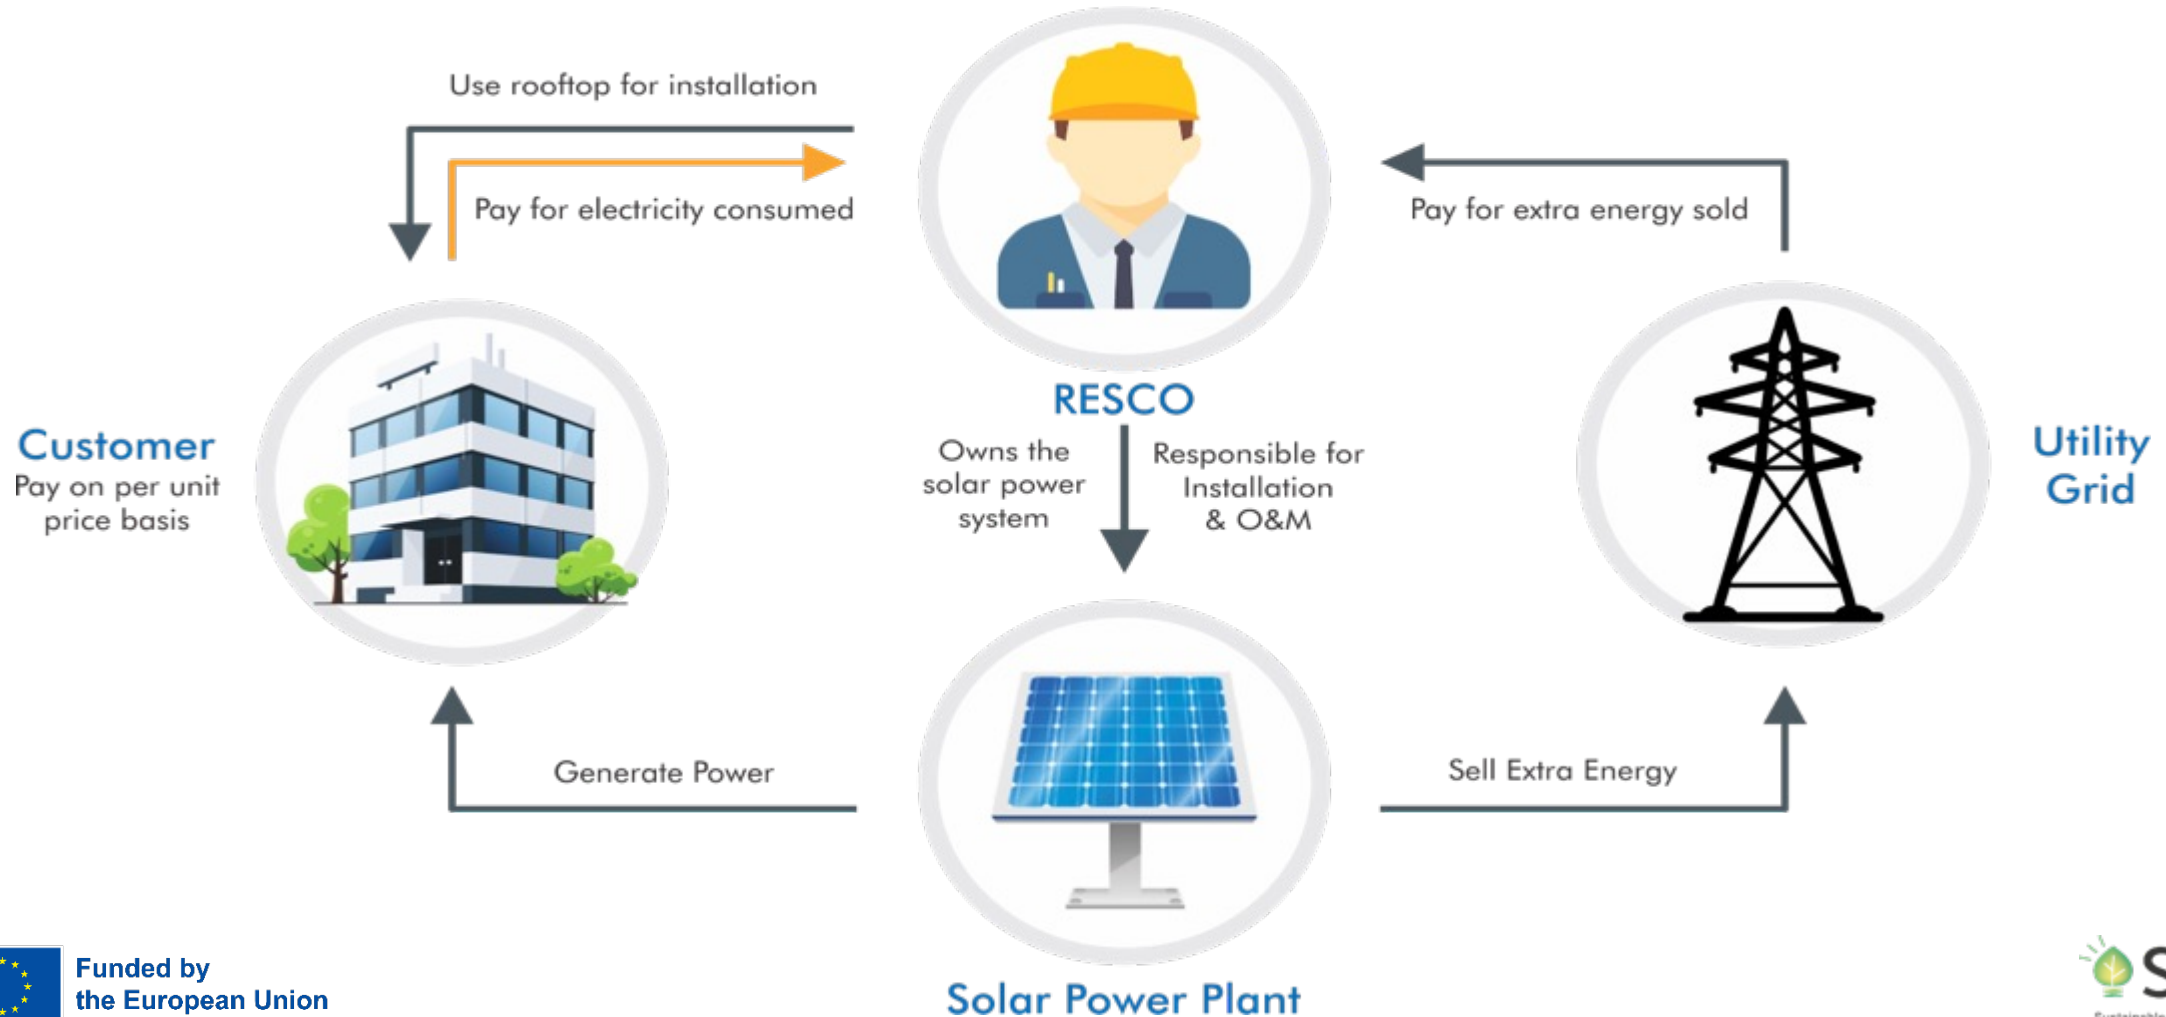 Use rooftop for installation
Pay for electricity consumed
Pay for extra energy sold
RESCO
Owns the
solar power
system
Responsible for
Installation
& O&M
Customer
Pay on per unit
price basis
Utility
Grid
Generate Power
Sell Extra Energy
Solar Power Plant
Funded by
the European Union
S